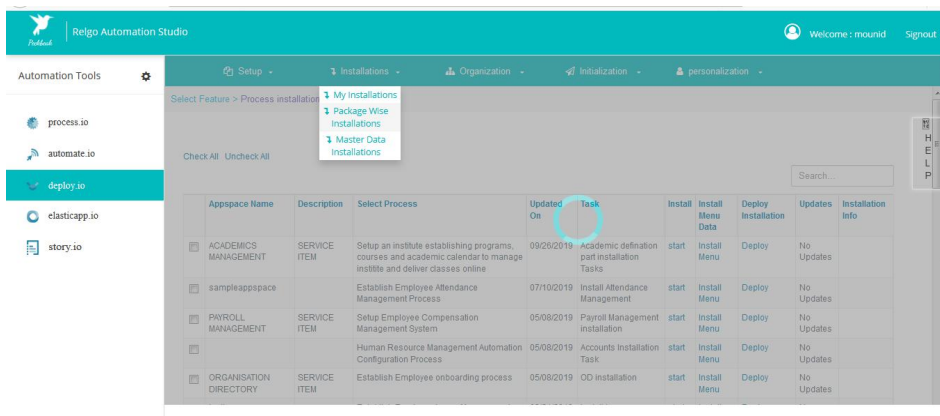 Relgo Automation Studio
Welcome : mounid
Signout
Automation Tools
Setup
Installations
Organization
Initialization
personalization
Select Feature > Process installation
My Installations
Package Wise
Installations
Master Data
Installations
process.io
automate.io
deploy.io
elasticapp.io
story.io
HELP
Check All Uncheck All
Search...
Appspace Name Description Select Process Updated On Task Install Install Menu Data Deploy Installation Updates Installation Info
ACADEMICS MANAGEMENT SERVICE ITEM Setup an institute establishing programs, courses and academic calendar to manage institite and deliver classes online 09/26/2019 Academic defination part installation Tasks start Install Menu Deploy No Updates
sampleappspace Establish Employee Attendance Management Process 07/10/2019 Install Attendance Management start Install Menu Deploy No Updates
PAYROLL MANAGEMENT SERVICE ITEM Setup Employee Compensation Management System 05/08/2019 Payroll Management installation start Install Menu Deploy No Updates
Human Resource Management Automation Configuration Process 05/08/2019 Accounts Installation Task start Install Menu Deploy No Updates
ORGANISATION DIRECTORY SERVICE ITEM Establish Employee onboarding process 05/08/2019 OD installation start Install Menu Deploy No Updates